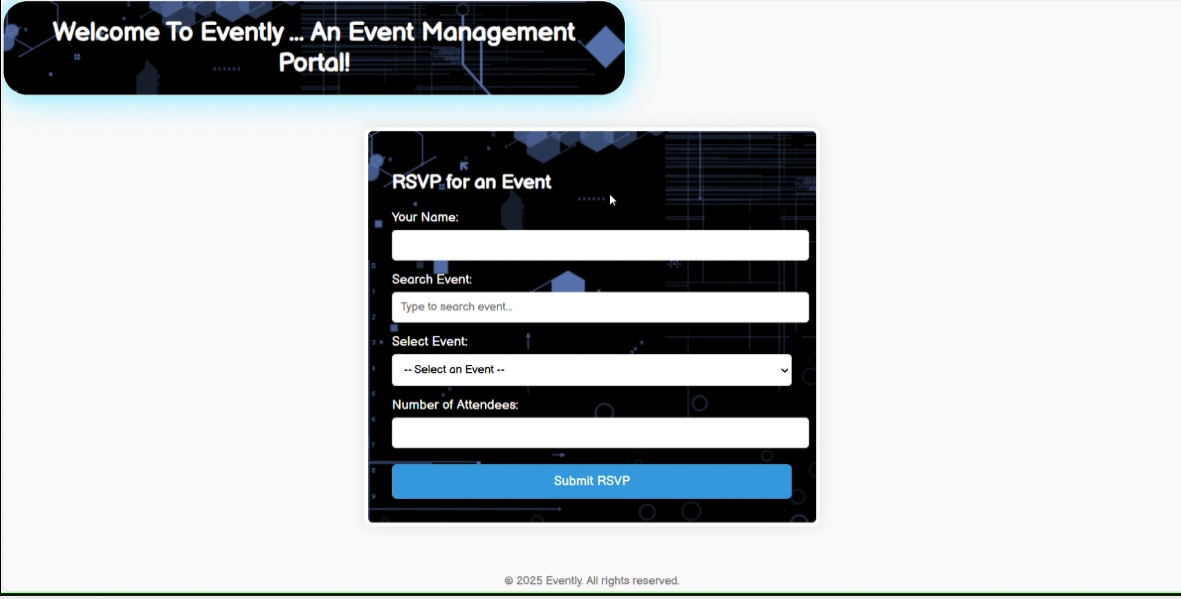 Welcome To Evently ... An Event Management
Portal!
RSVP for an Event
Your Name:
Search Event:
Type to search event...
Select Event:
-- Select an Event --
Number of Attendees:
Submit RSVP
© 2025 Evently. All rights reserved.